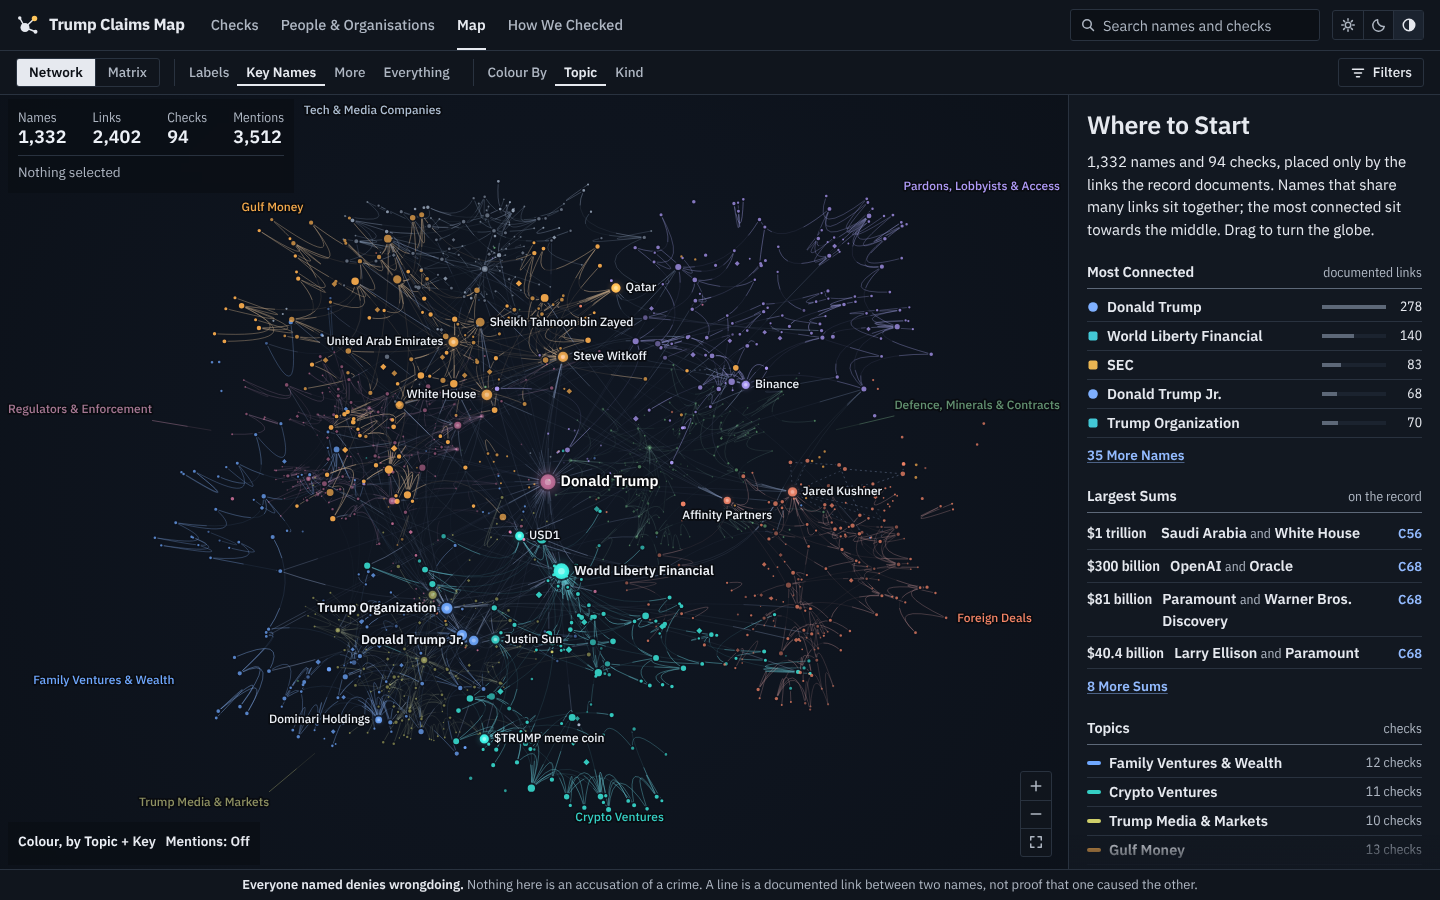 Trump Claims Map
Checks
People & Organisations
Map
How We Checked
Search names and checks
Network
Matrix
Labels
Key Names
More
Everything
Colour By
Topic
Kind
Filters
Names
Links
Checks
Mentions
1,332
2,402
94
3,512
Nothing selected
Tech & Media Companies
Pardons, Lobbyists & Access
Gulf Money
Qatar
Sheikh Tahnoon bin Zayed
United Arab Emirates
Steve Witkoff
Binance
White House
Regulators & Enforcement
Defence, Minerals & Contracts
Donald Trump
Jared Kushner
Affinity Partners
USD1
World Liberty Financial
Trump Organization
Foreign Deals
Donald Trump Jr.
Justin Sun
Family Ventures & Wealth
Dominari Holdings
$TRUMP meme coin
Trump Media & Markets
Crypto Ventures
Colour, by Topic + Key
Mentions: Off
Where to Start
1,332 names and 94 checks, placed only by the
links the record documents. Names that share
many links sit together; the most connected sit
towards the middle. Drag to turn the globe.
Most Connected
documented links
Donald Trump 278
World Liberty Financial 140
SEC 83
Donald Trump Jr. 68
Trump Organization 70
35 More Names
Largest Sums
on the record
$1 trillion Saudi Arabia and White House C56
$300 billion OpenAI and Oracle C68
$81 billion Paramount and Warner Bros. C68
Discovery
$40.4 billion Larry Ellison and Paramount C68
8 More Sums
Topics
checks
Family Ventures & Wealth 12 checks
Crypto Ventures 11 checks
Trump Media & Markets 10 checks
Gulf Money 13 checks
Everyone named denies wrongdoing. Nothing here is an accusation of a crime. A line is a documented link between two names, not proof that one caused the other.